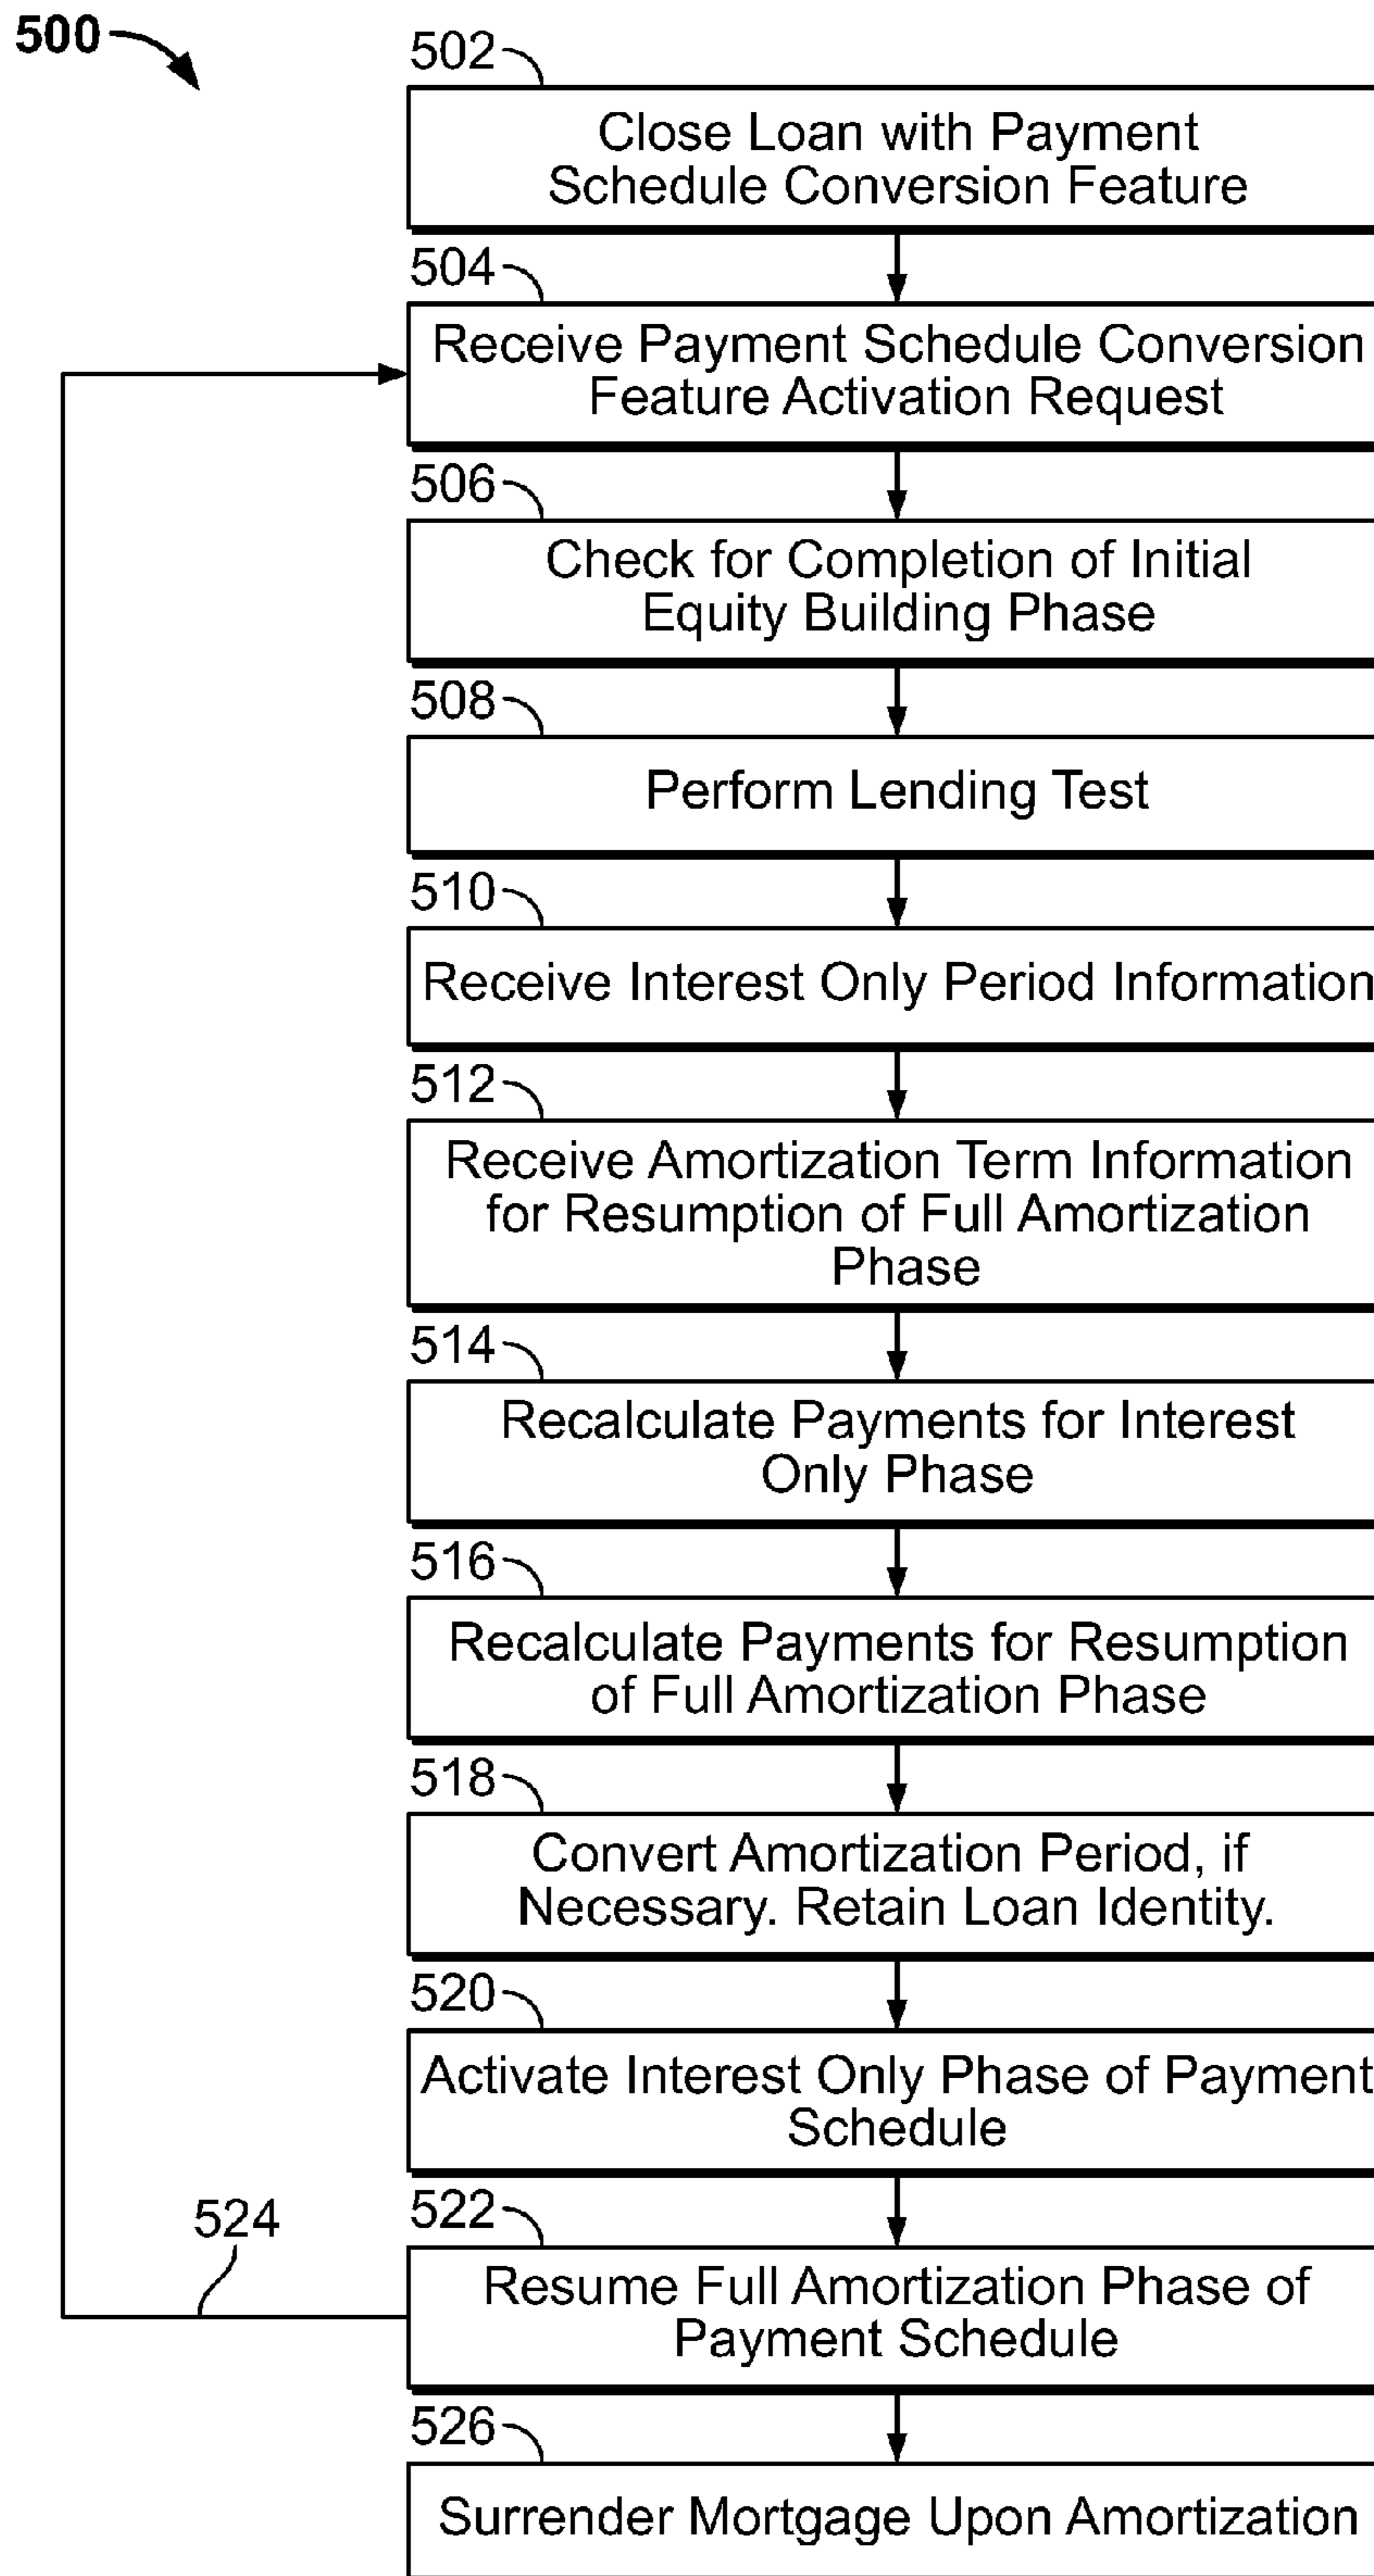 500
502
Close Loan with Payment
Schedule Conversion Feature
504
Receive Payment Schedule Conversion
Feature Activation Request
506
Check for Completion of Initial
Equity Building Phase
508
Perform Lending Test
510
Receive Interest Only Period Information
512
Receive Amortization Term Information
for Resumption of Full Amortization
Phase
514
Recalculate Payments for Interest
Only Phase
516
Recalculate Payments for Resumption
of Full Amortization Phase
518
Convert Amortization Period, if
Necessary. Retain Loan Identity.
520
Activate Interest Only Phase of Payment
Schedule
524
522
Resume Full Amortization Phase of
Payment Schedule
526
Surrender Mortgage Upon Amortization